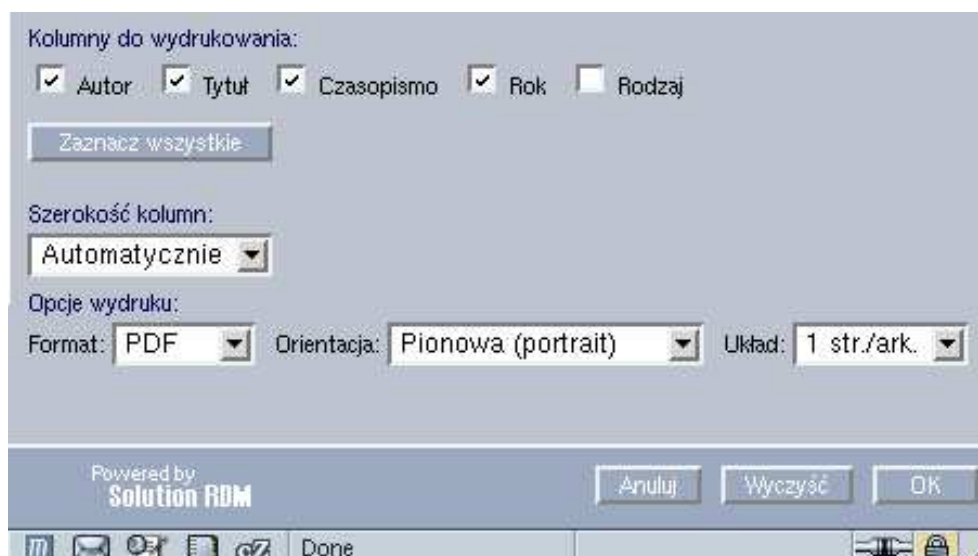 Kolumny do wydrukowania:
Autor Tytuł Czasopismo Rok Rodzaj
Zaznacz wszystkie
Szerokość kolumn:
Automatycznie
Opcje wydruku:
Format: PDF Orientacja: Pionowa (portrait) Układ: 1 str./ark.
Powered by
Solution RDM
Anuluj Wyczyść OK
Done